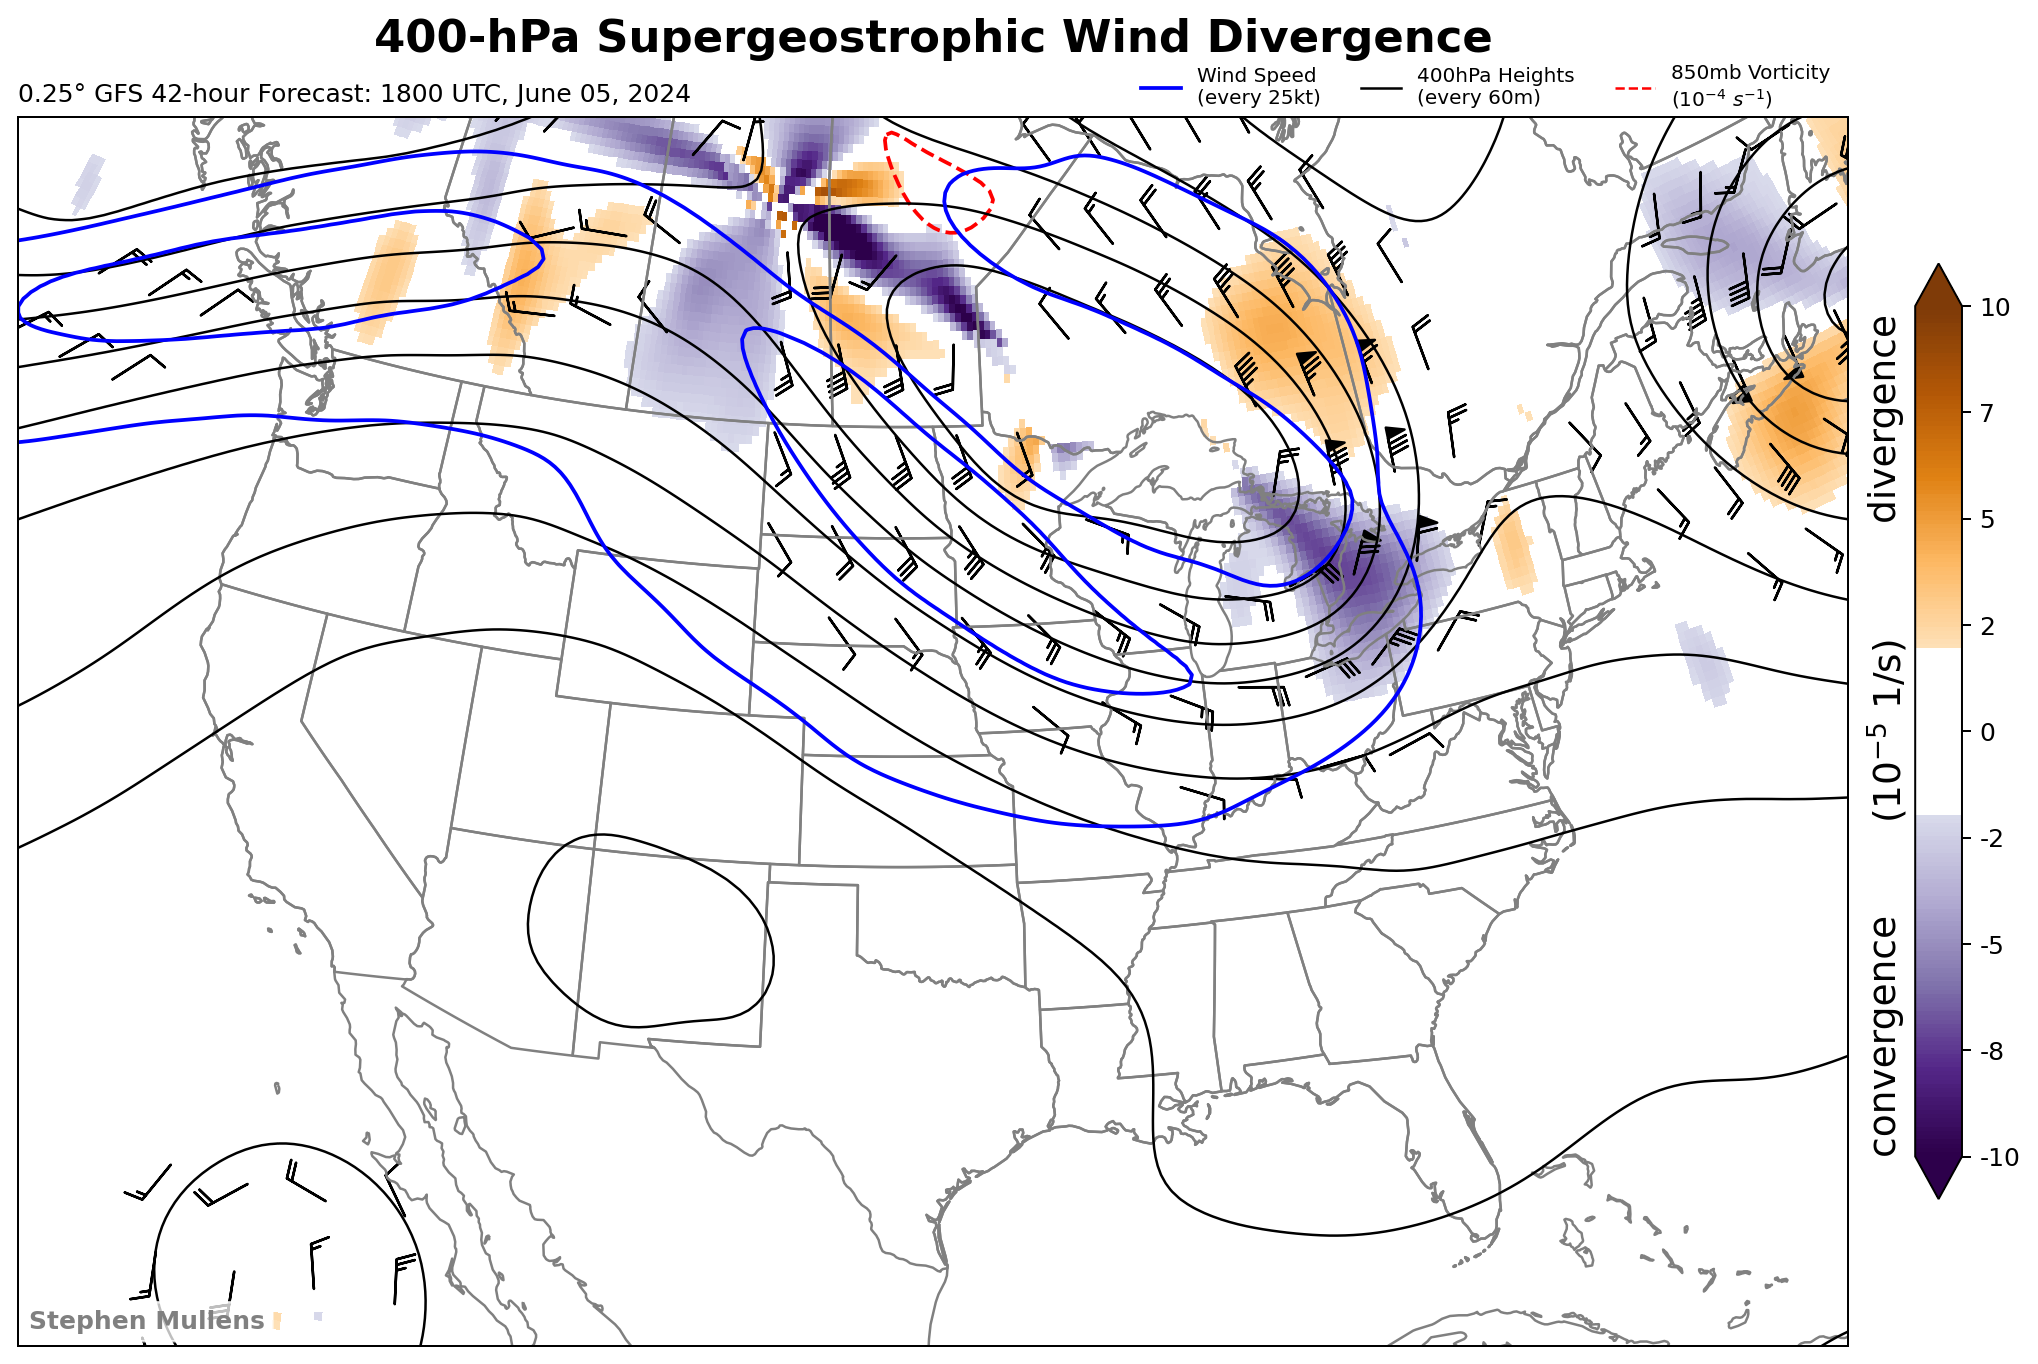 400-hPa Supergeostrophic Wind Divergence
0.25° GFS 42-hour Forecast: 1800 UTC, June 05, 2024
Wind Speed
(every 25kt)
400hPa Heights
(every 60m)
850mb Vorticity
(10⁻⁴ s⁻¹)
10
7
5
2
0
-2
-5
-8
-10
convergence (10⁻⁵ 1/s) divergence
Stephen Mullens